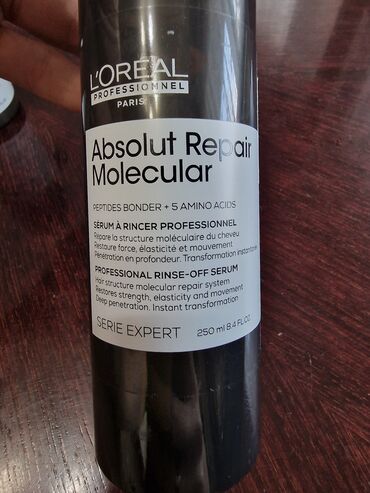 L'ORÉAL
PROFESSIONNEL
PARIS
Absolut Repair
Molecular
PEPTIDES BONDER + 5 AMINO ACIDS
SÉRUM À RINCER PROFESSIONNEL
Répare la structure moléculaire du cheveu
Restaure force, élasticité et mouvement
Pénétration en profondeur. Transformation instantanée
PROFESSIONAL RINSE-OFF SERUM
Hair structure molecular repair system
Restores strength, elasticity and movement
Deep penetration. Instant transformation
SERIE EXPERT
250 ml 8.4 FL.OZ.